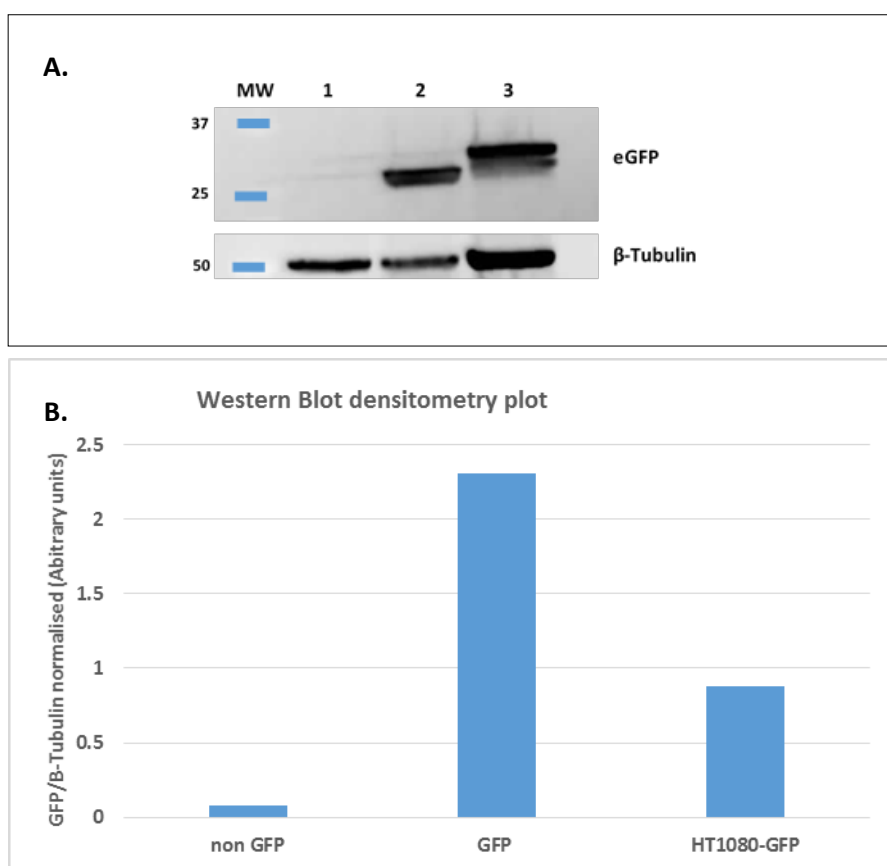 A.
MW 1 2 3
37
eGFP
25
50
β-Tubulin
B.
Western Blot densitometry plot
GFP/B-Tubulin normalised (Abitrary units)
2.5
2
1.5
1
0.5
0
non GFP GFP HT1080-GFP